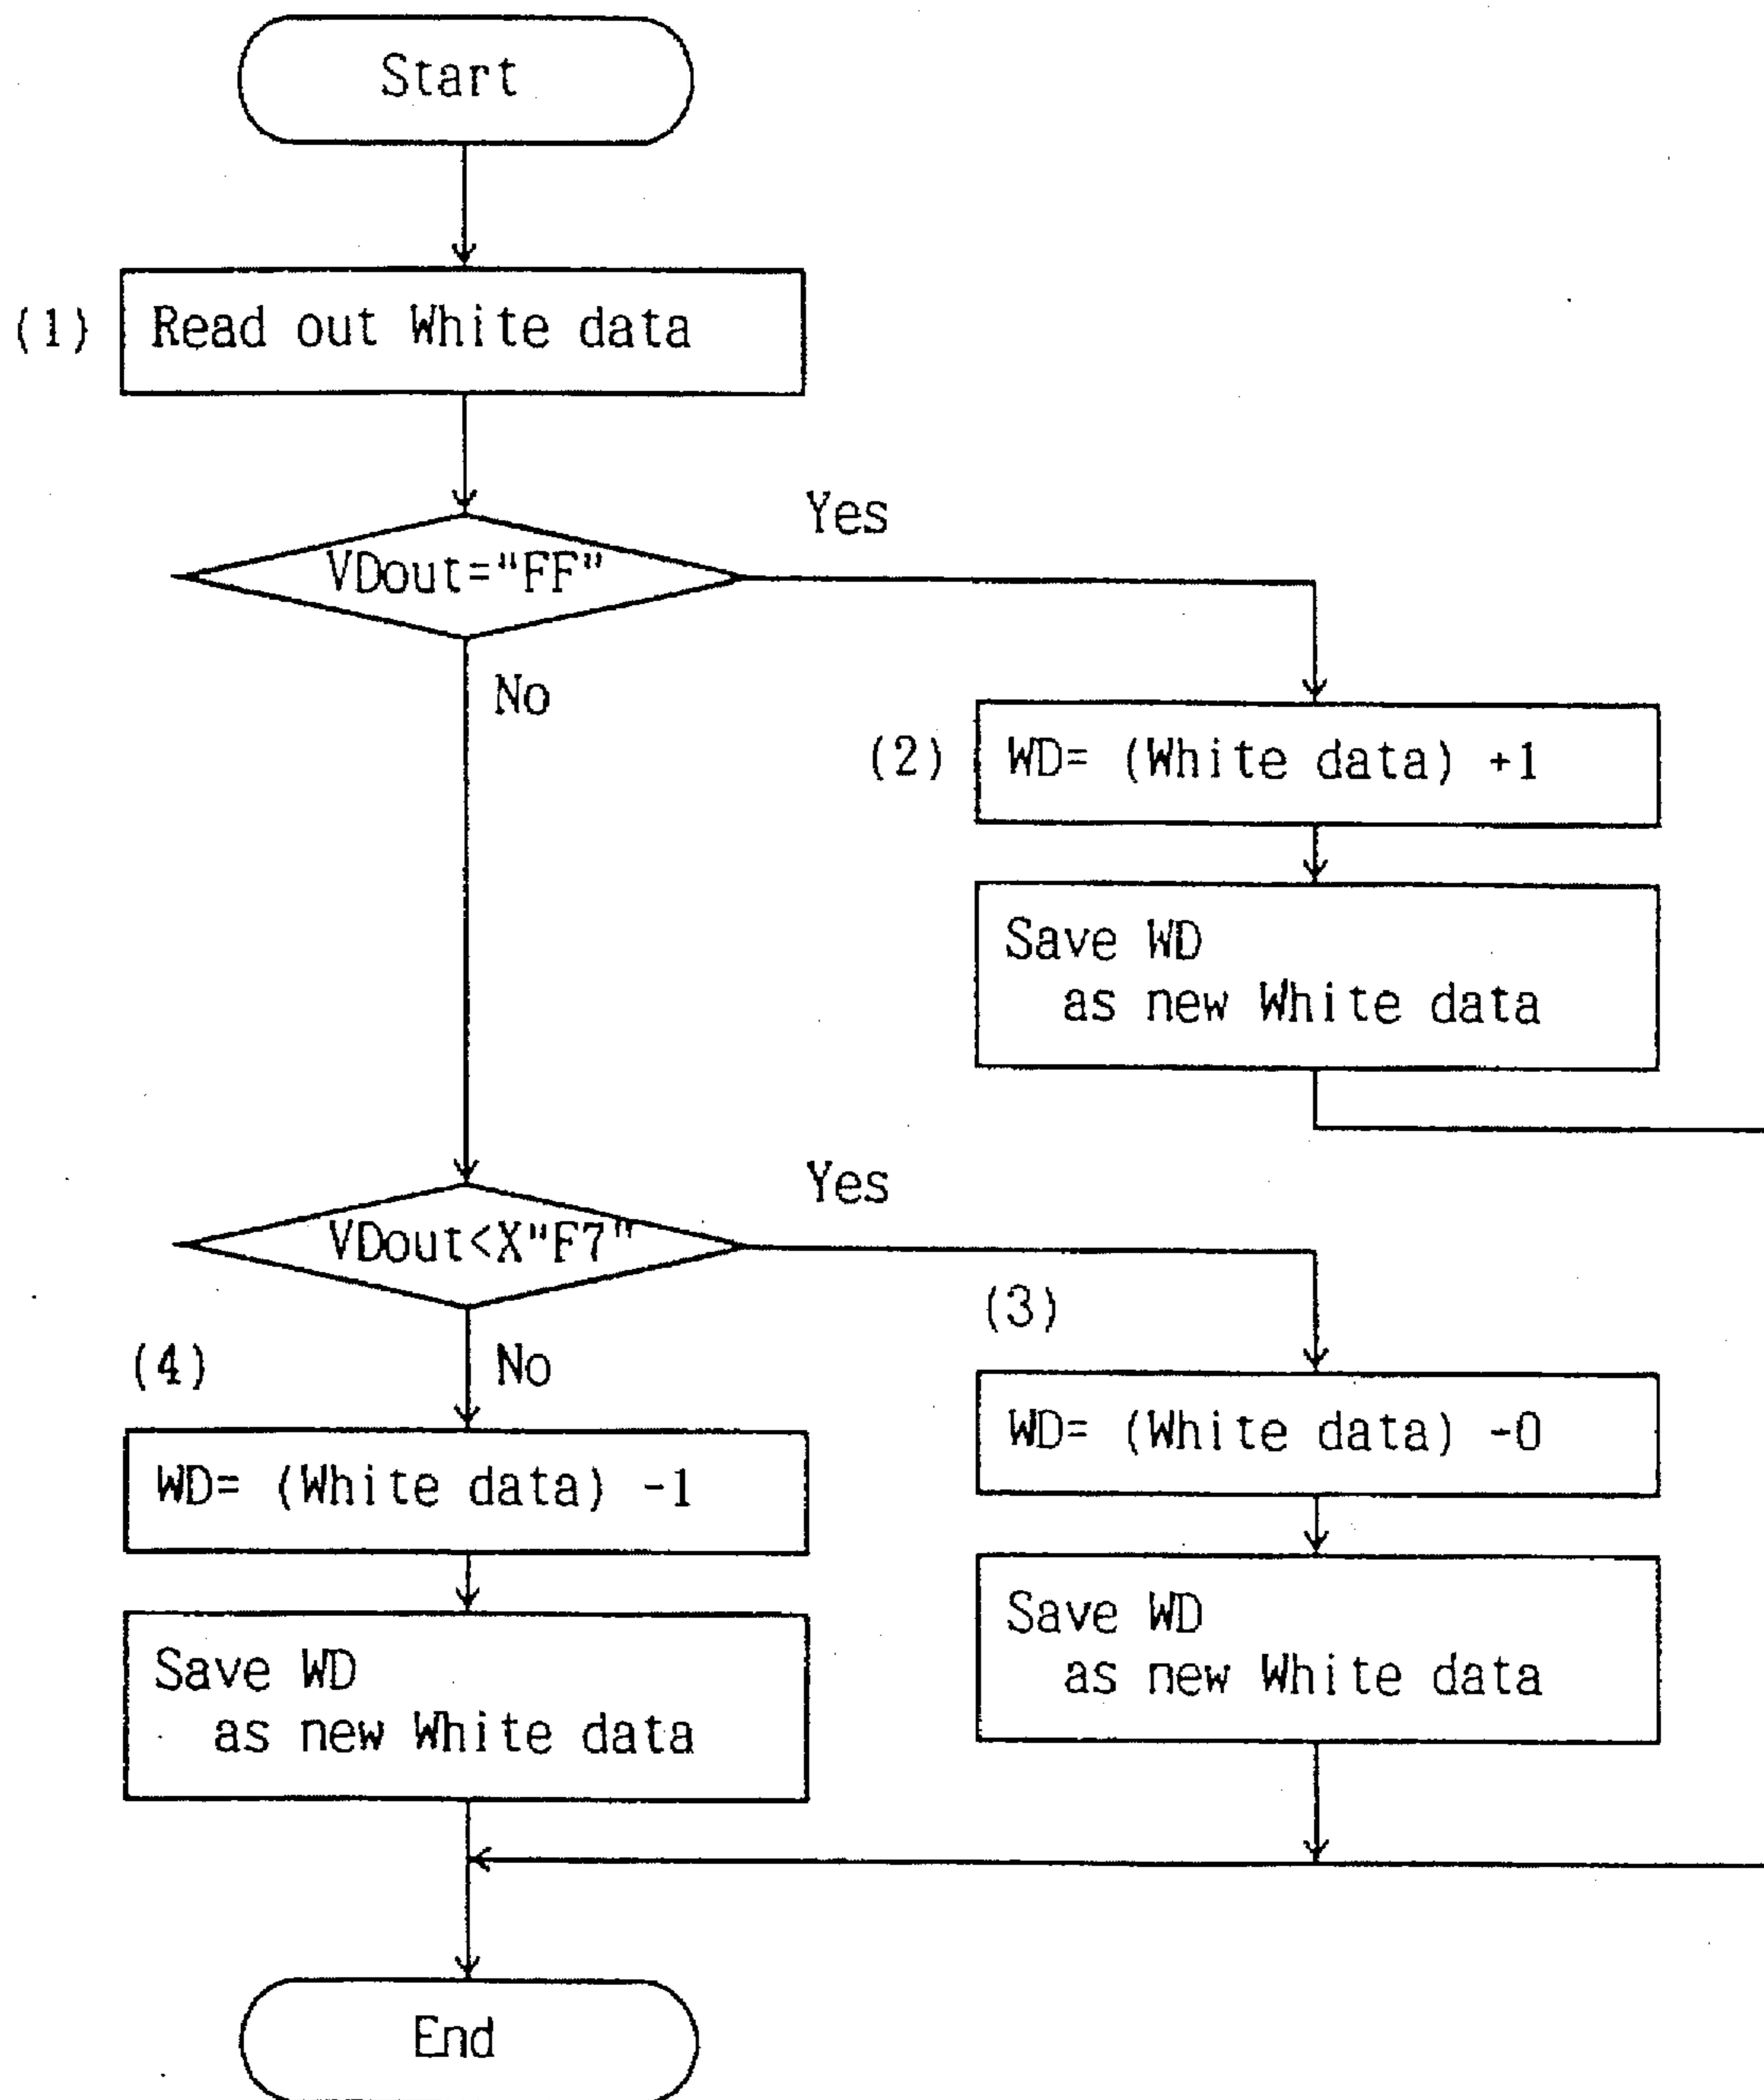 Start
(1) Read out White data
VDout="FF"
Yes
No
(2) WD= (White data) +1
Save WD
as new White data
VDout<X"F7"
Yes
No
(3)
WD= (White data) -0
Save WD
as new White data
(4)
WD= (White data) -1
Save WD
as new White data
End